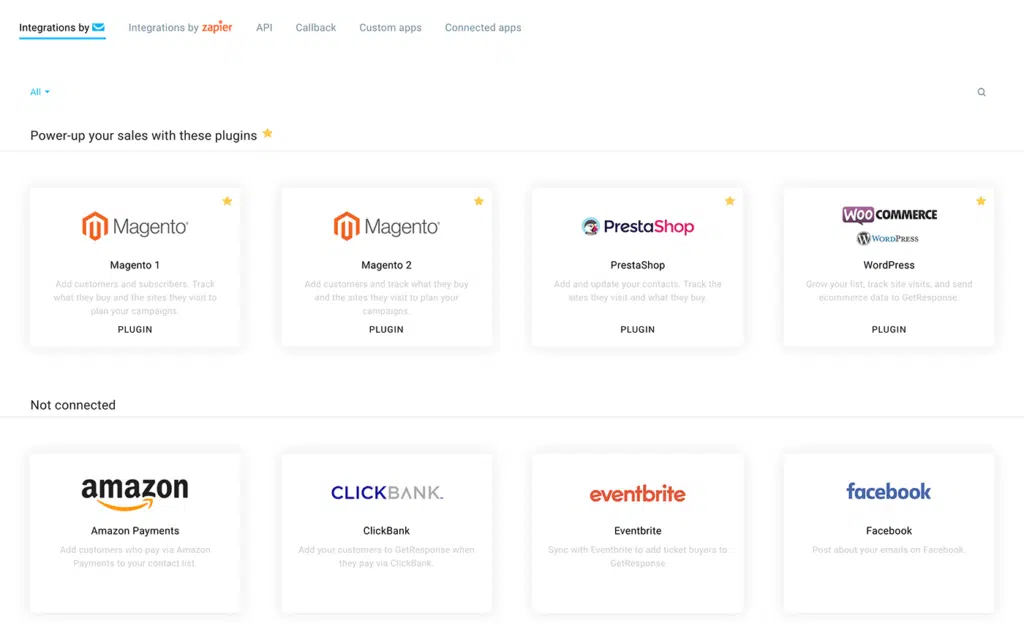 Integrations by
Integrations by zapier
API
Callback
Custom apps
Connected apps
All
Power-up your sales with these plugins
Magento®
Magento 1
Add customers and subscribers. Track
what they buy and the sites they visit to
plan your campaigns.
PLUGIN
Magento®
Magento 2
Add customers and track what they buy
and the sites they visit to plan your
campaigns.
PLUGIN
PrestaShop
PrestaShop
Add and update your contacts. Track the
sites they visit and what they buy.
PLUGIN
WOOCOMMERCE
WORDPRESS
WordPress
Grow your list, track site visits, and send
ecommerce data to GetResponse.
PLUGIN
Not connected
amazon
Amazon Payments
Add customers who pay via Amazon
Payments to your contact list.
CLICKBANK.
ClickBank
Add your customers to GetResponse when
they pay via ClickBank.
eventbrite
Eventbrite
Sync with Eventbrite to add ticket buyers to
GetResponse.
facebook
Facebook
Post about your emails on Facebook.